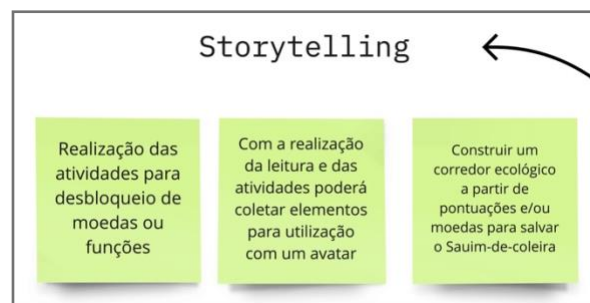 Storytelling
Realização das
atividades para
desbloqueio de
moedas ou
funções
Com a realização
da leitura e das
atividades poderá
coletar elementos
para utilização
com um avatar
Construir um
corredor ecológico
a partir de
pontuações e/ou
moedas para salvar
o Sauim-de-coleira